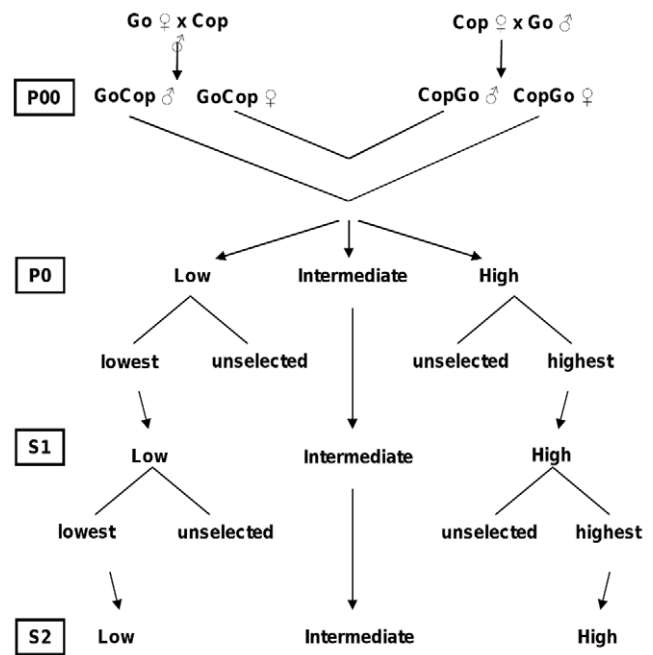 Go ♀ x Cop ♂
Cop ♀ x Go ♂
P00
GoCop ♂
GoCop ♀
CopGo ♂
CopGo ♀
P0
Low
Intermediate
High
lowest
unselected
unselected
highest
S1
Low
Intermediate
High
lowest
unselected
unselected
highest
S2
Low
Intermediate
High